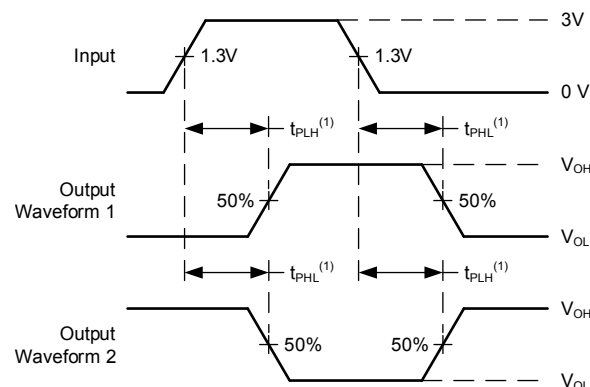 3V
Input
1.3V
1.3V
0 V
tPLH(1)
tPHL(1)
VOH
Output
Waveform 1
50%
50%
VOL
tPHL(1)
tPLH(1)
VOH
Output
Waveform 2
50%
50%
VOL